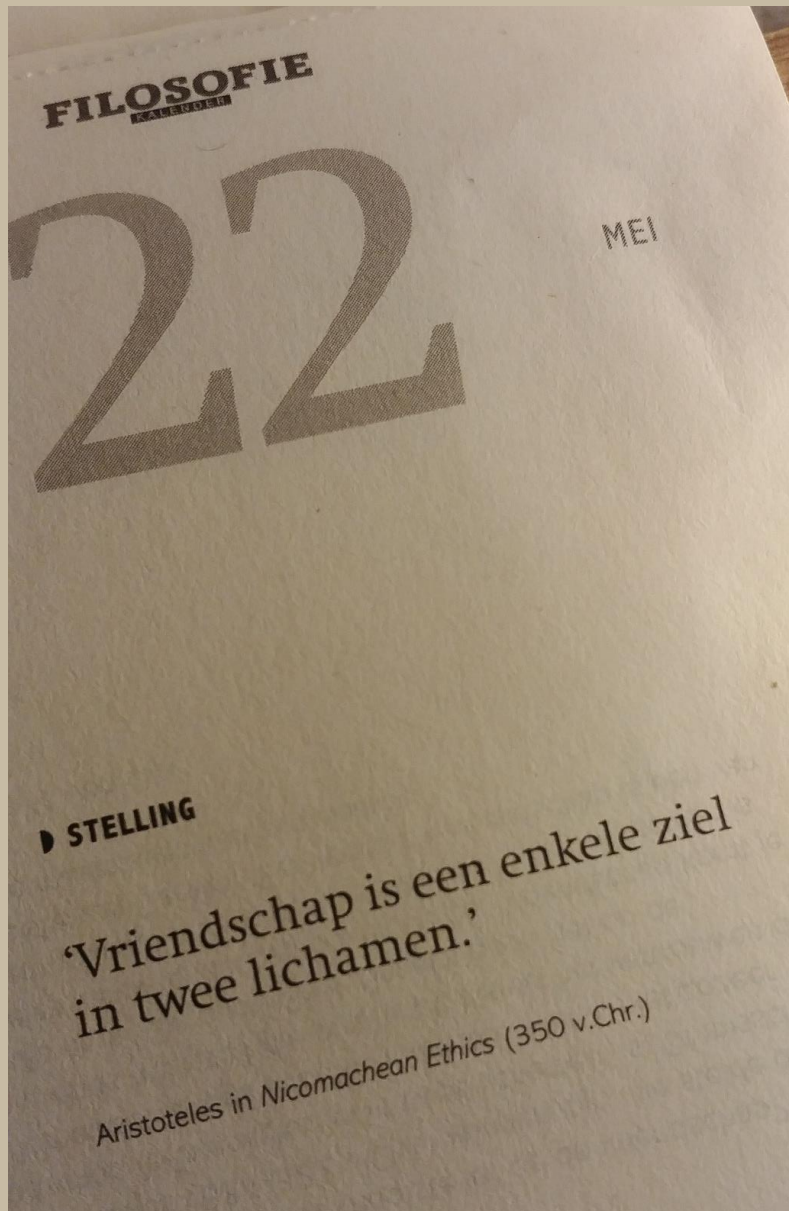 FILOSOFIE
KALENDER
22
MEI
STELLING
‘Vriendschap is een enkele ziel
in twee lichamen.’
Aristoteles in Nicomachean Ethics (350 v.Chr.)